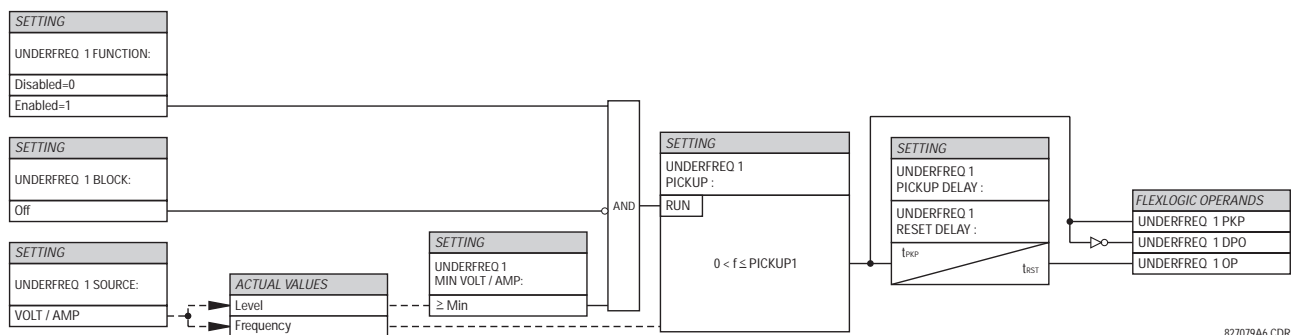 SETTING
UNDERFREQ 1 FUNCTION:
Disabled=0
Enabled=1
SETTING
UNDERFREQ 1 BLOCK:
Off
SETTING
UNDERFREQ 1 SOURCE:
VOLT / AMP
ACTUAL VALUES
Level
Frequency
SETTING
UNDERFREQ 1
MIN VOLT / AMP:
≥ Min
AND
SETTING
UNDERFREQ 1
PICKUP :
RUN
0 < f ≤ PICKUP1
SETTING
UNDERFREQ 1
PICKUP DELAY :
UNDERFREQ 1
RESET DELAY :
tPKP
tRST
FLEXLOGIC OPERANDS
UNDERFREQ 1 PKP
UNDERFREQ 1 DPO
UNDERFREQ 1 OP
827079A6.CDR